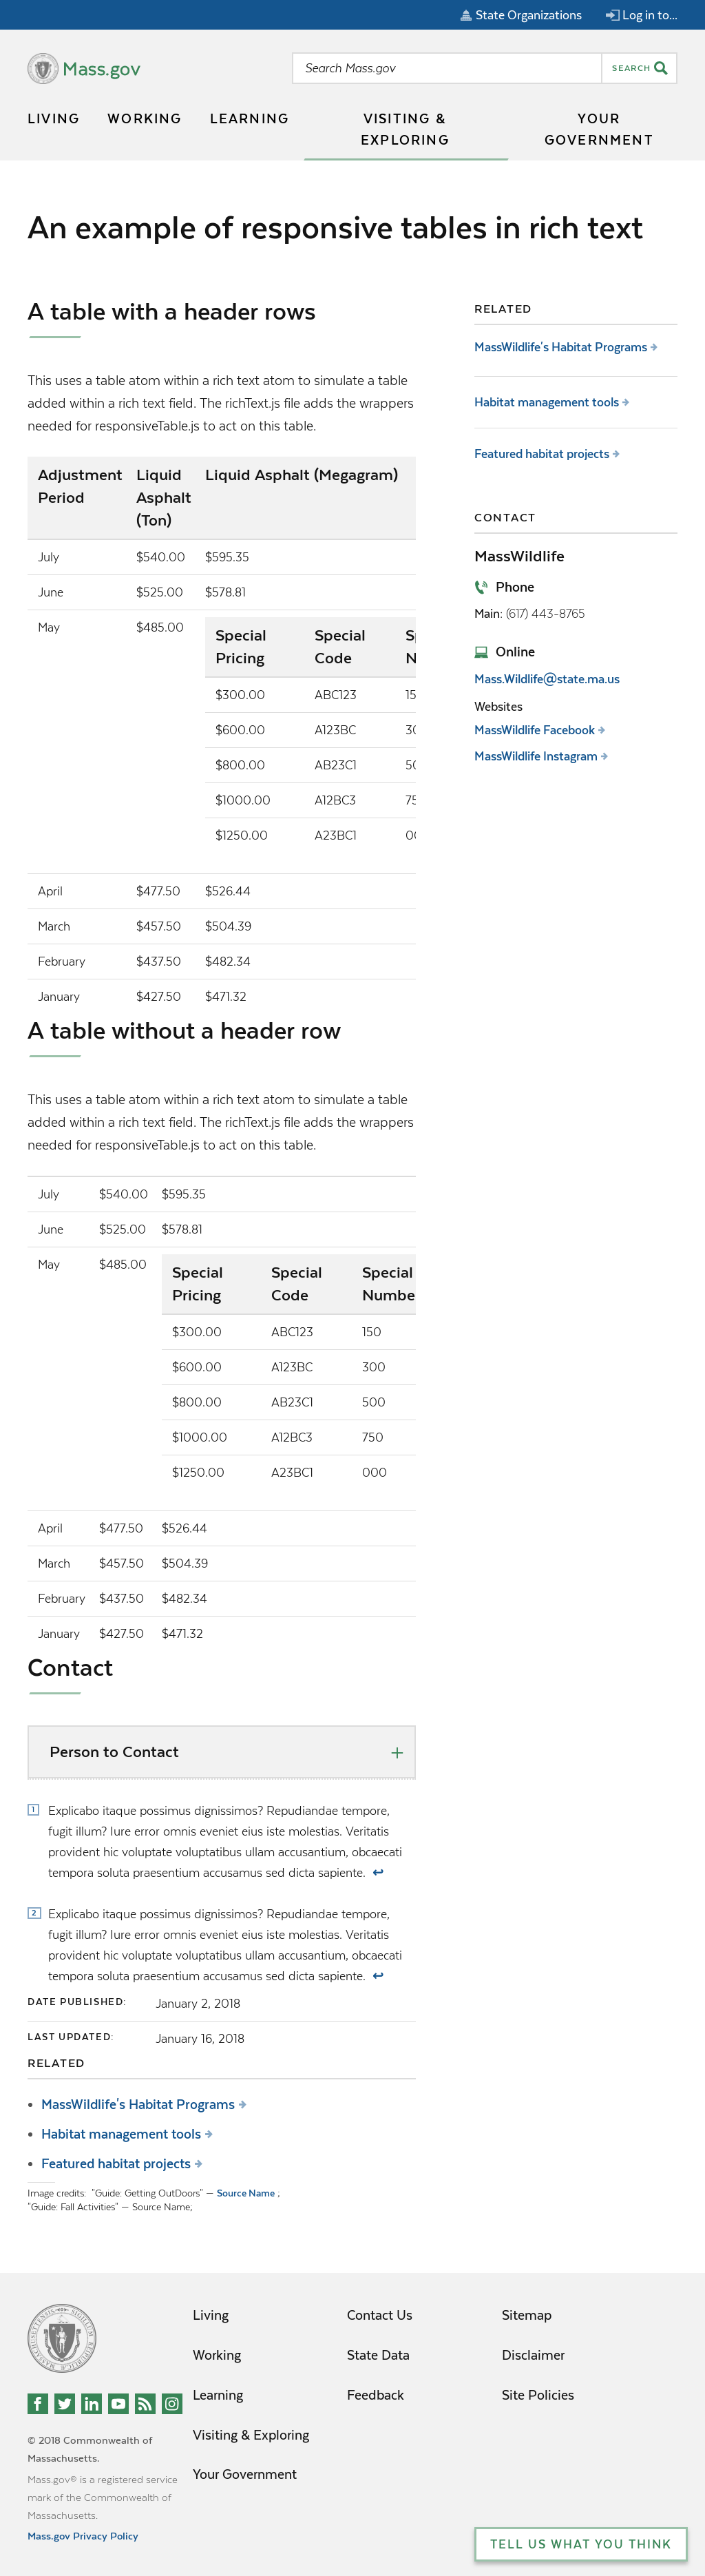 State Organizations Log in to...
Mass.gov
Search Mass.gov
SEARCH
LIVING WORKING LEARNING VISITING &
EXPLORING YOUR
GOVERNMENT
An example of responsive tables in rich text
A table with a header rows
This uses a table atom within a rich text atom to simulate a table
added within a rich text field. The richText.js file adds the wrappers
needed for responsiveTable.js to act on this table.
Adjustment Liquid Liquid Asphalt (Megagram)
Period Asphalt
(Ton)
July $540.00 $595.35
June $525.00 $578.81
May $485.00
Special Special
Pricing Code
$300.00 ABC123
$600.00 A123BC
$800.00 AB23C1
$1000.00 A12BC3
$1250.00 A23BC1
April $477.50 $526.44
March $457.50 $504.39
February $437.50 $482.34
January $427.50 $471.32
A table without a header row
This uses a table atom within a rich text atom to simulate a table
added within a rich text field. The richText.js file adds the wrappers
needed for responsiveTable.js to act on this table.
July $540.00 $595.35
June $525.00 $578.81
May $485.00
Special Special Special
Pricing Code Numbe
$300.00 ABC123 150
$600.00 A123BC 300
$800.00 AB23C1 500
$1000.00 A12BC3 750
$1250.00 A23BC1 000
April $477.50 $526.44
March $457.50 $504.39
February $437.50 $482.34
January $427.50 $471.32
Contact
Person to Contact
1 Explicabo itaque possimus dignissimos? Repudiandae tempore,
fugit illum? Iure error omnis eveniet eius iste molestias. Veritatis
provident hic voluptate voluptatibus ullam accusantium, obcaecati
tempora soluta praesentium accusamus sed dicta sapiente. ↩
2 Explicabo itaque possimus dignissimos? Repudiandae tempore,
fugit illum? Iure error omnis eveniet eius iste molestias. Veritatis
provident hic voluptate voluptatibus ullam accusantium, obcaecati
tempora soluta praesentium accusamus sed dicta sapiente. ↩
DATE PUBLISHED: January 2, 2018
LAST UPDATED: January 16, 2018
RELATED
• MassWildlife's Habitat Programs
• Habitat management tools
• Featured habitat projects
Image credits: "Guide: Getting OutDoors" — Source Name ;
"Guide: Fall Activities" — Source Name;
RELATED
MassWildlife's Habitat Programs
Habitat management tools
Featured habitat projects
CONTACT
MassWildlife
Phone
Main: (617) 443-8765
Online
Mass.Wildlife@state.ma.us
Websites
MassWildlife Facebook
MassWildlife Instagram
Living
Working
Learning
Visiting & Exploring
Your Government
Contact Us
State Data
Feedback
Sitemap
Disclaimer
Site Policies
© 2018 Commonwealth of
Massachusetts.
Mass.gov® is a registered service
mark of the Commonwealth of
Massachusetts.
Mass.gov Privacy Policy
TELL US WHAT YOU THINK